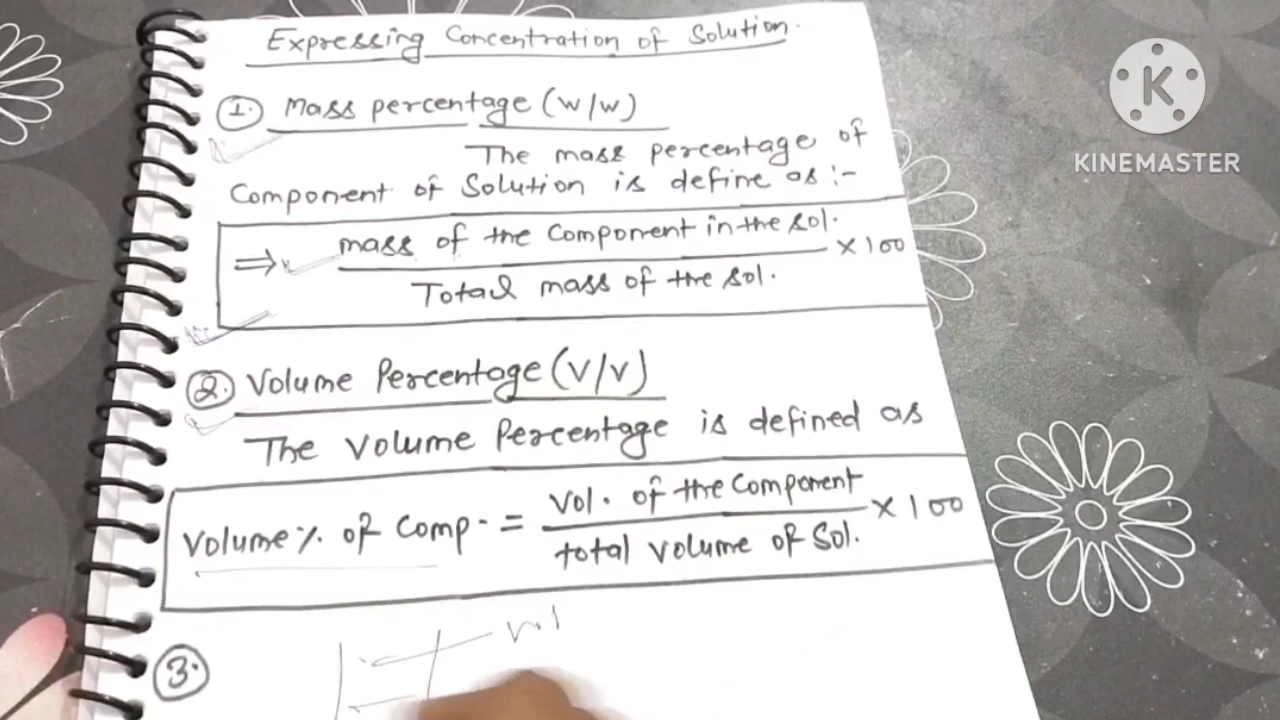 Expressing Concentration of Solution.
1. Mass percentage (w/w)
The mass percentage of
Component of Solution is define as :-
⇒ mass of the Component in the sol. × 100
Total mass of the sol.
2. Volume Percentage (v/v)
The Volume Percentage is defined as
Volume % of Comp. = Vol. of the Component × 100
total volume of Sol.
3.
Vol
K
KINEMASTER